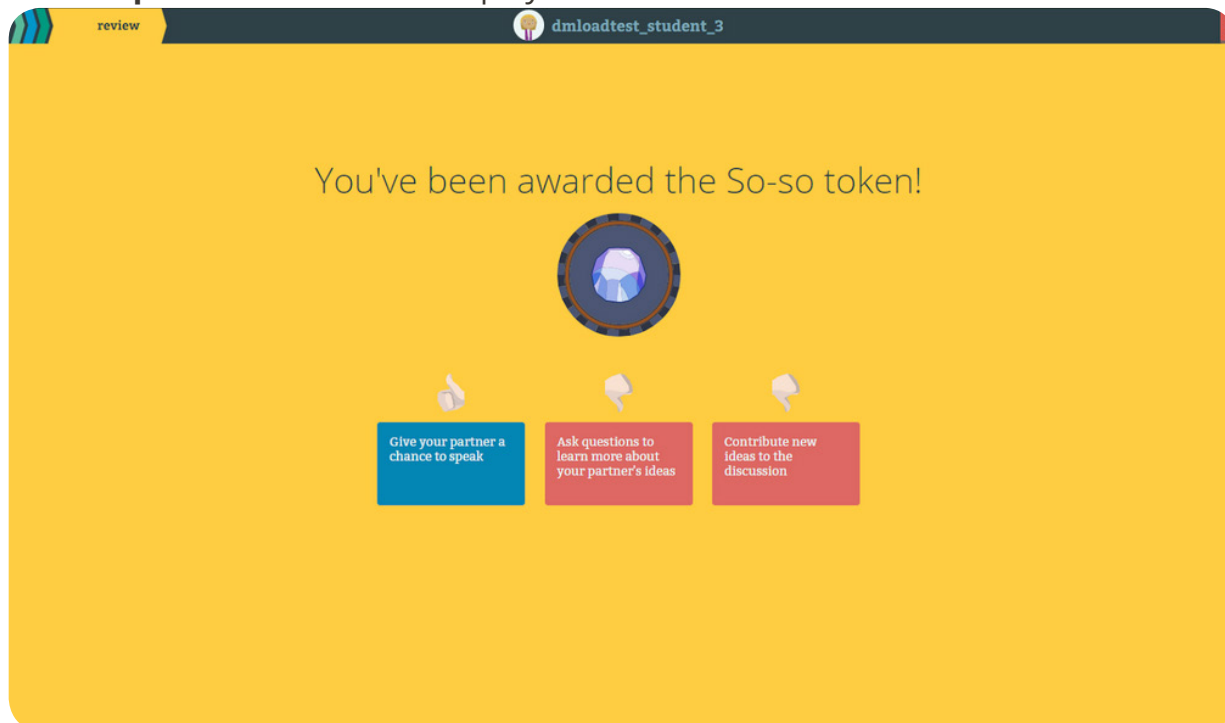 review
dmloadtest_student_3
You've been awarded the So-so token!
Give your partner a
chance to speak
Ask questions to
learn more about
your partner's ideas
Contribute new
ideas to the
discussion